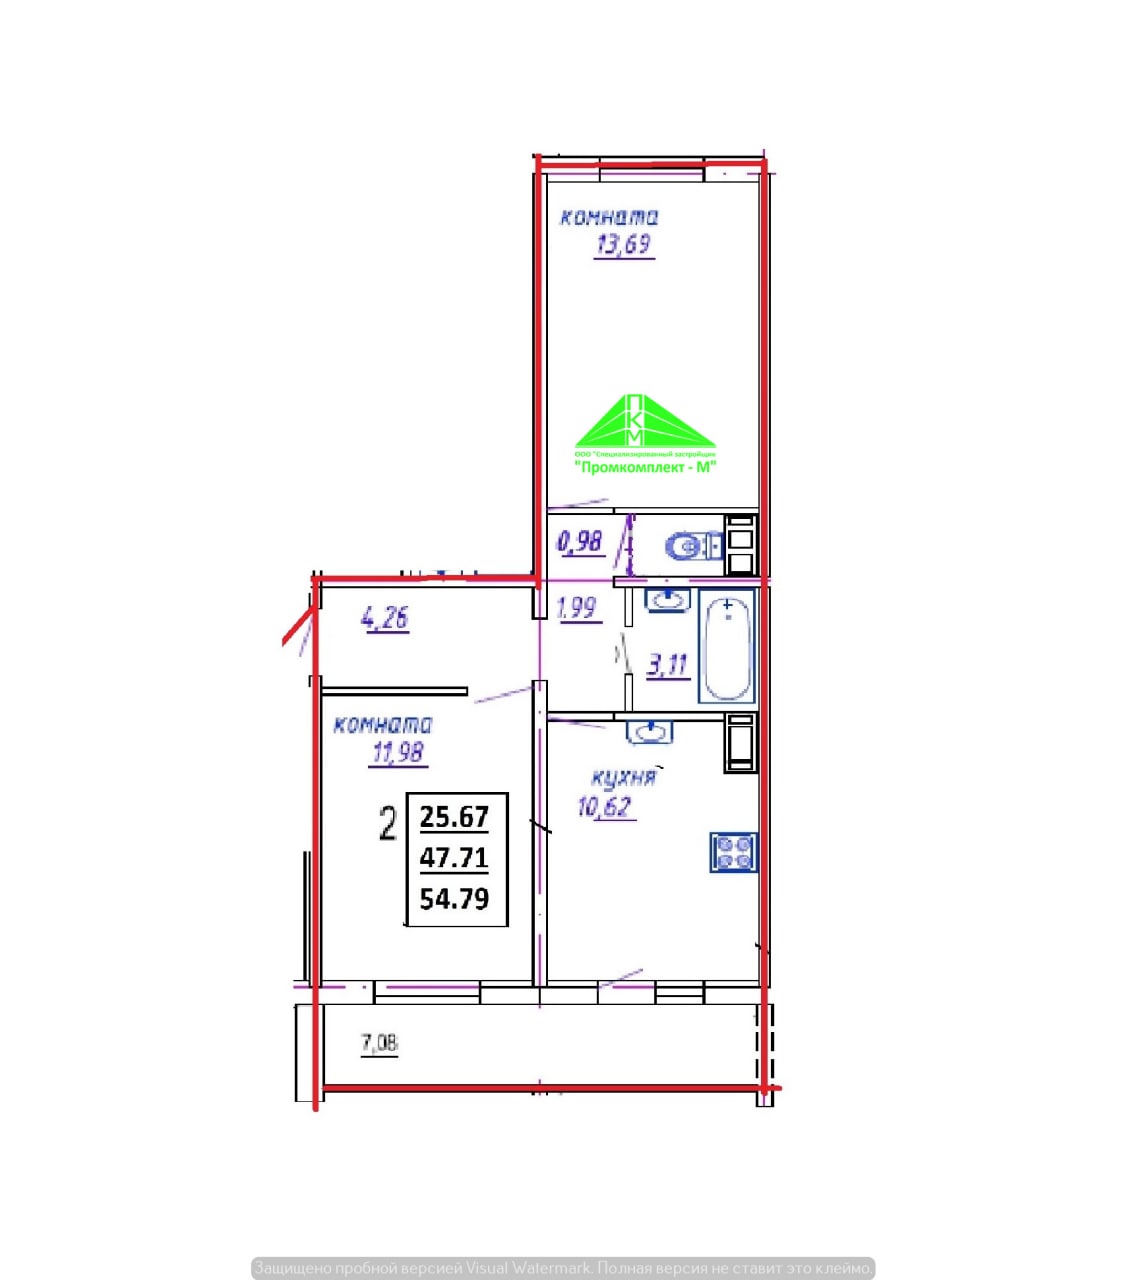 комната
13,69
ПКМ
ООО "Специализированный застройщик
"Промкомплект - М"
0,98
4,26
1.99
3,11
комната
11,98
кухня
10,62
2
25.67
47.71
54.79
7,08
Защищено пробной версией Visual Watermark. Полная версия не ставит это клеймо.